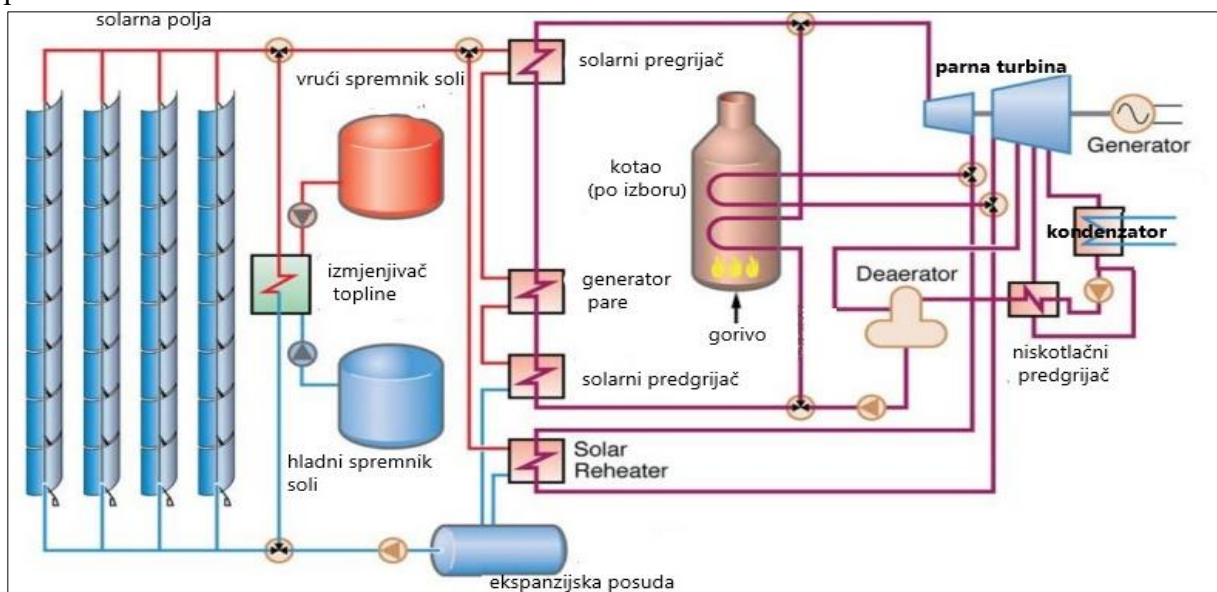 solarna polja
vrući spremnik soli
solarni pregrijač
parna turbina
Generator
kotao
(po izboru)
kondenzator
izmjenjivač
topline
generator
pare
Deaerator
gorivo
niskotlačni
predgrijač
solarni predgrijač
hladni spremnik
soli
Solar
Reheater
ekspanzijska posuda